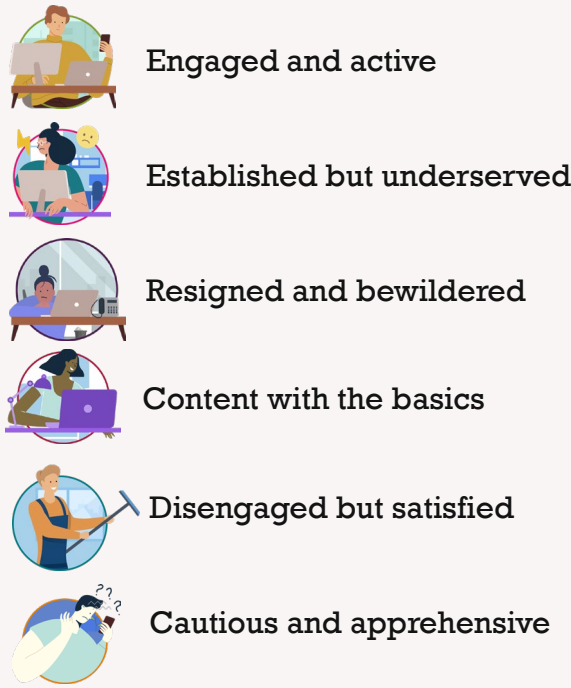 Engaged and active
Established but underserved
Resigned and bewildered
Content with the basics
Disengaged but satisfied
? ? ?
Cautious and apprehensive